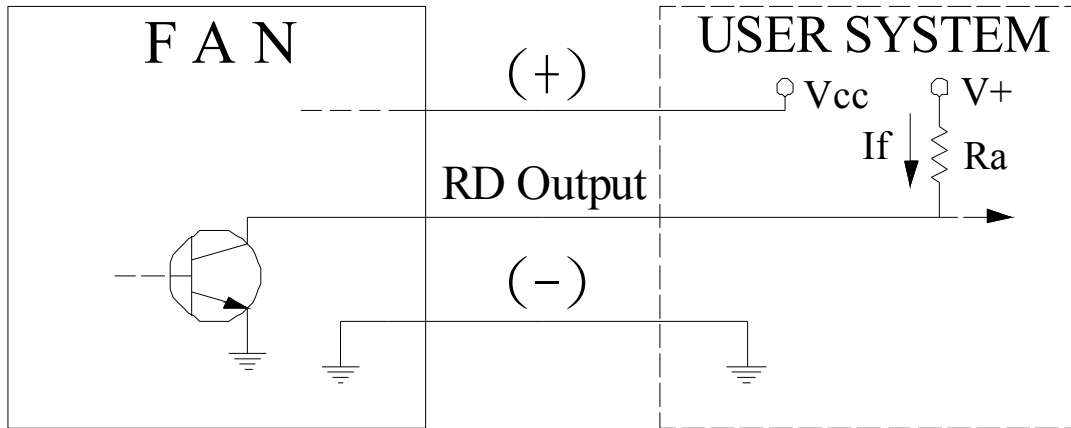 F A N
USER SYSTEM
(+)
Vcc
V+
If
Ra
RD Output
(-)